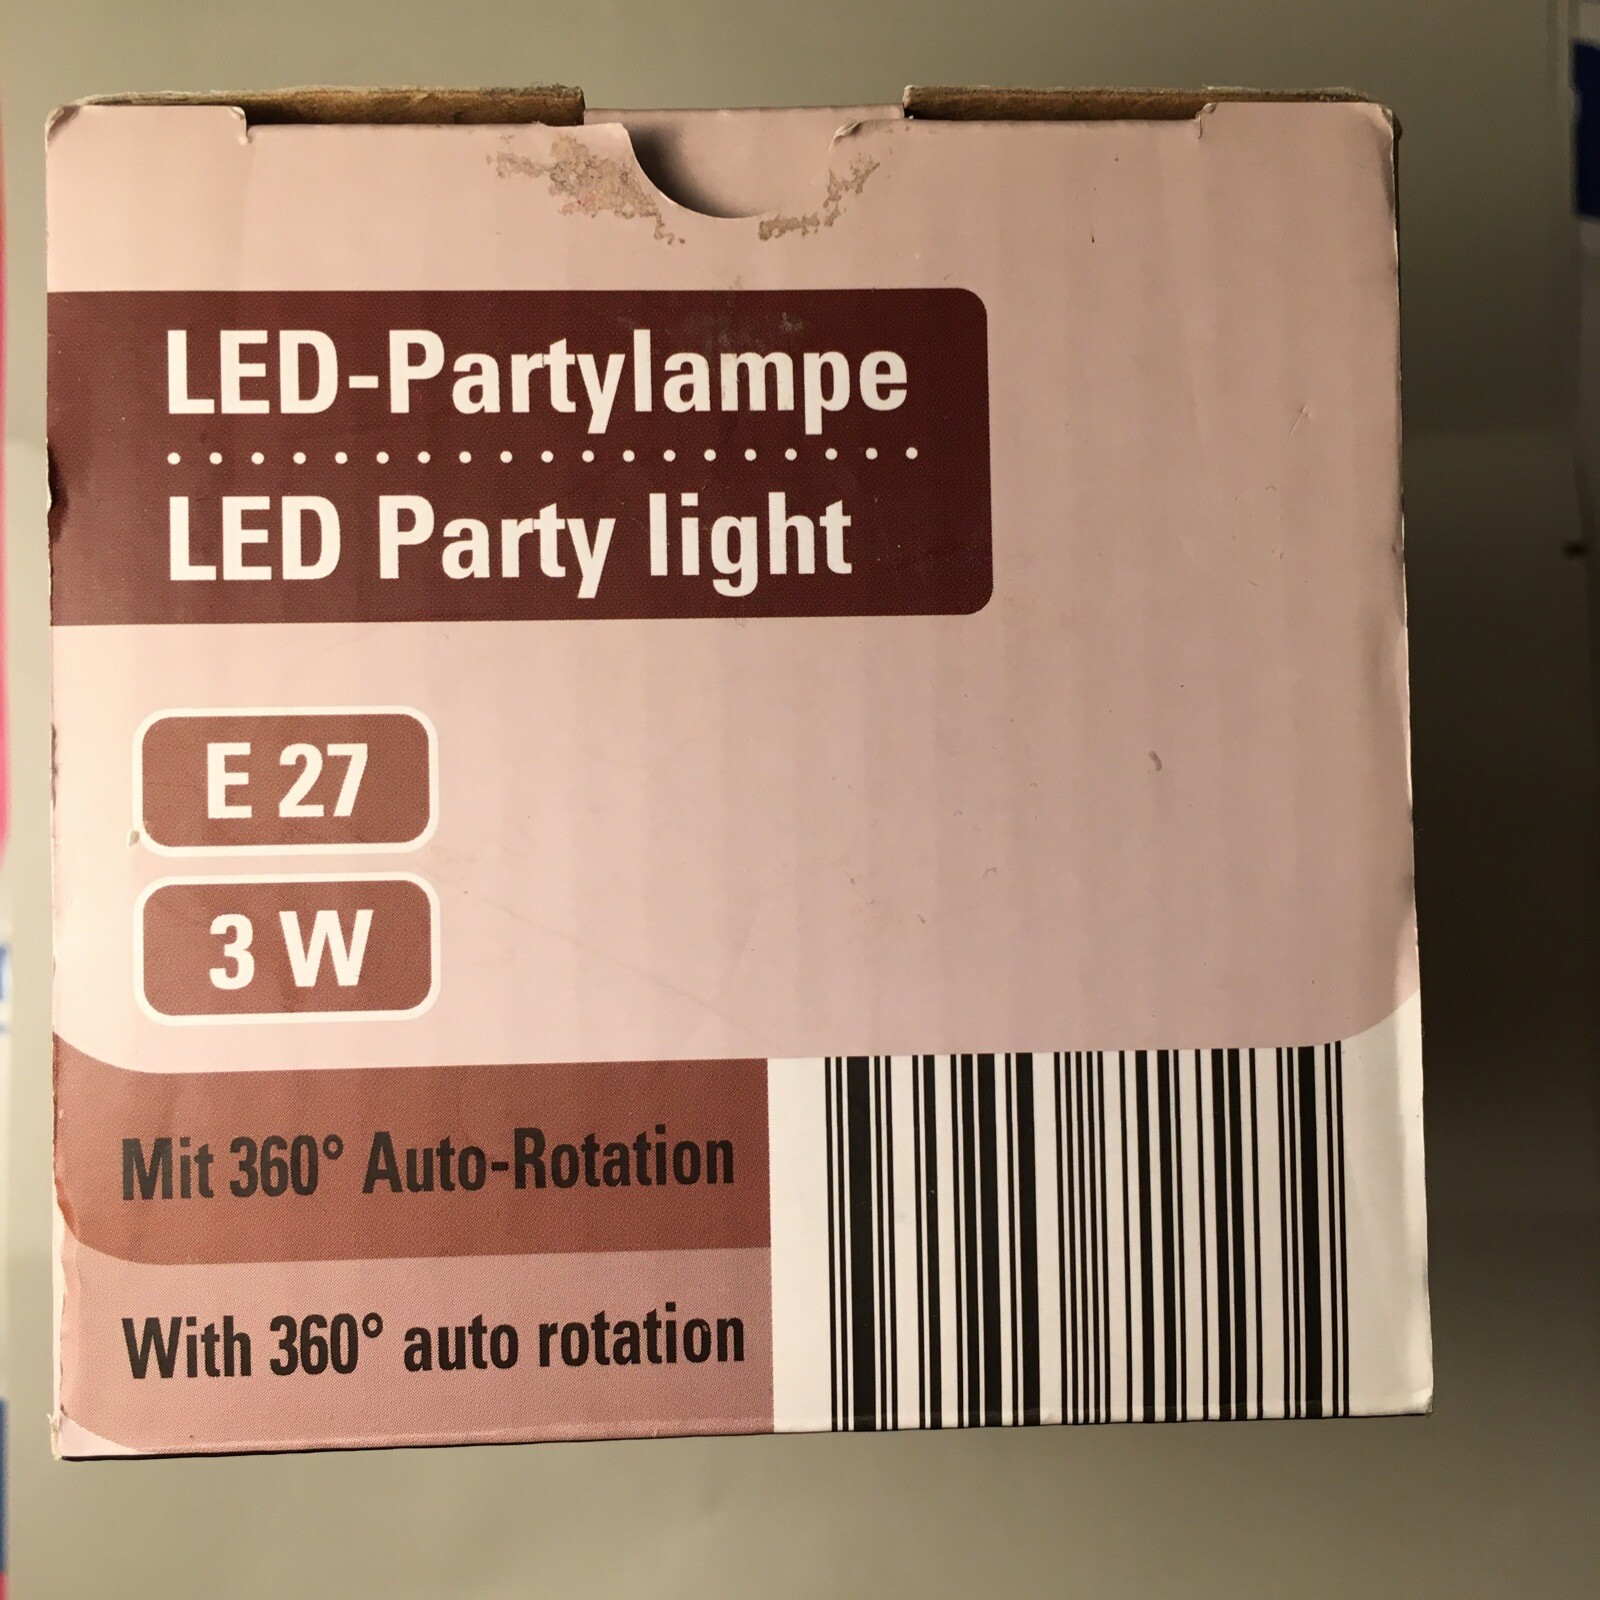 LED-Partylampe
LED Party light
E 27
3 W
Mit 360° Auto-Rotation
With 360° auto rotation